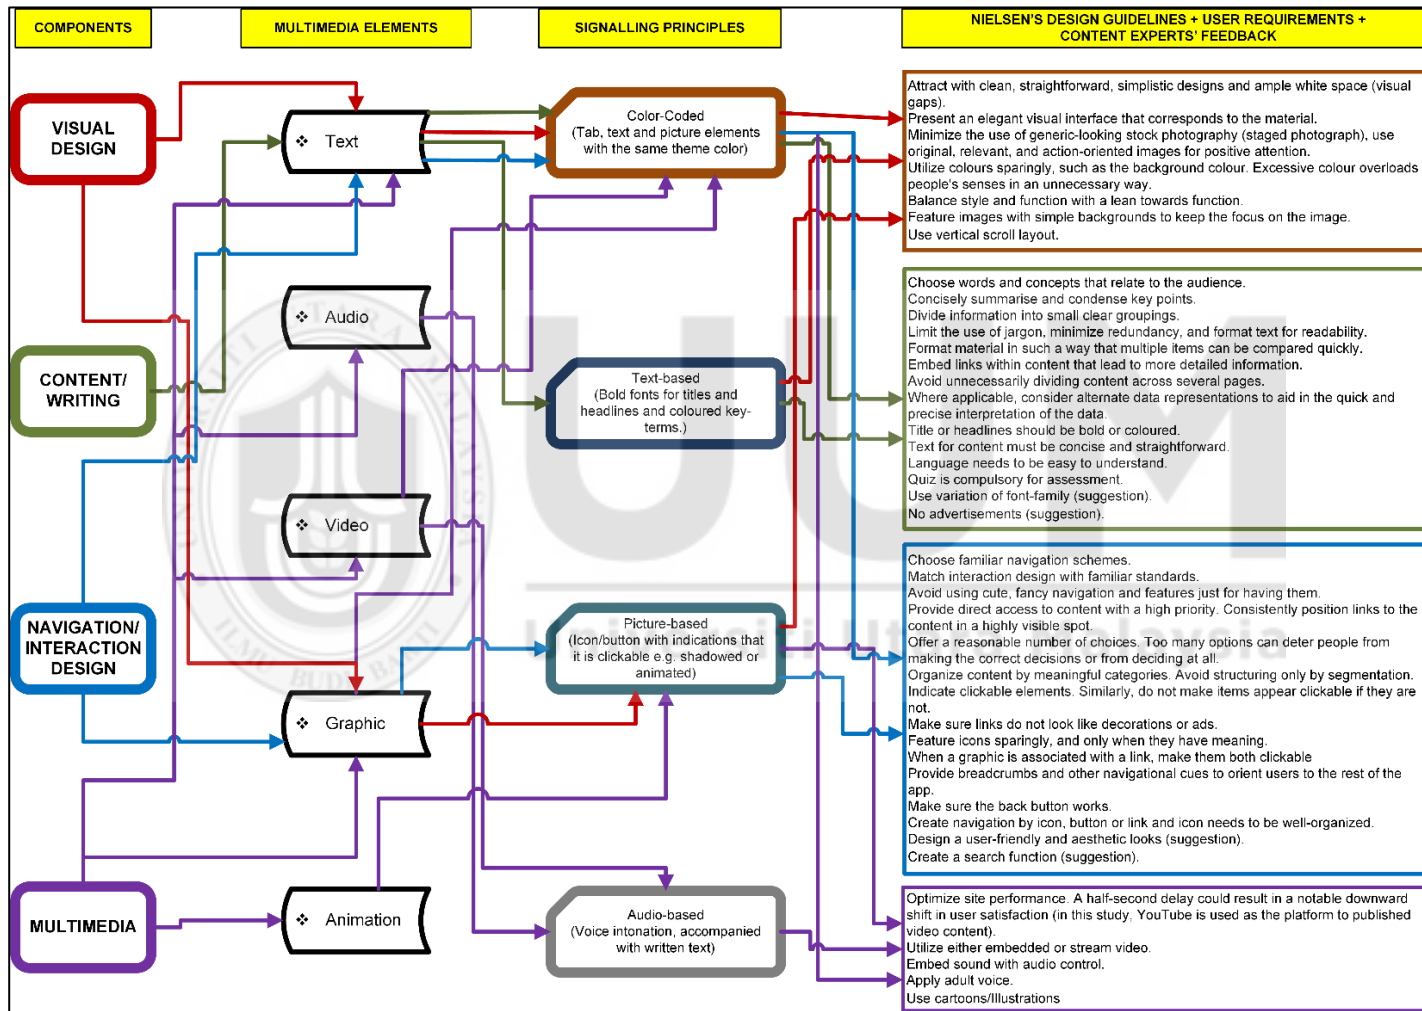 COMPONENTS
MULTIMEDIA ELEMENTS
SIGNALLING PRINCIPLES
NIELSEN'S DESIGN GUIDELINES + USER REQUIREMENTS +
CONTENT EXPERTS' FEEDBACK
VISUAL
DESIGN
CONTENT/
WRITING
NAVIGATION/
INTERACTION
DESIGN
MULTIMEDIA
❖ Text
❖ Audio
❖ Video
❖ Graphic
❖ Animation
Color-Coded
(Tab, text and picture elements
with the same theme color)
Text-based
(Bold fonts for titles and
headlines and coloured key-
terms.)
Picture-based
(Icon/button with indications that
it is clickable e.g. shadowed or
animated)
Audio-based
(Voice intonation, accompanied
with written text)
Attract with clean, straightforward, simplistic designs and ample white space (visual
gaps).
Present an elegant visual interface that corresponds to the material.
Minimize the use of generic-looking stock photography (staged photograph), use
original, relevant, and action-oriented images for positive attention.
Utilize colours sparingly, such as the background colour. Excessive colour overloads
people's senses in an unnecessary way.
Balance style and function with a lean towards function.
Feature images with simple backgrounds to keep the focus on the image.
Use vertical scroll layout.
Choose words and concepts that relate to the audience.
Concisely summarise and condense key points.
Divide information into small clear groupings.
Limit the use of jargon, minimize redundancy, and format text for readability.
Format material in such a way that multiple items can be compared quickly.
Embed links within content that lead to more detailed information.
Avoid unnecessarily dividing content across several pages.
Where applicable, consider alternate data representations to aid in the quick and
precise interpretation of the data.
Title or headlines should be bold or coloured.
Text for content must be concise and straightforward.
Language needs to be easy to understand.
Quiz is compulsory for assessment.
Use variation of font-family (suggestion).
No advertisements (suggestion).
Choose familiar navigation schemes.
Match interaction design with familiar standards.
Avoid using cute, fancy navigation and features just for having them.
Provide direct access to content with a high priority. Consistently position links to the
content in a highly visible spot.
Offer a reasonable number of choices. Too many options can deter people from
making the correct decisions or from deciding at all.
Organize content by meaningful categories. Avoid structuring only by segmentation.
Indicate clickable elements. Similarly, do not make items appear clickable if they are
not.
Make sure links do not look like decorations or ads.
Feature icons sparingly, and only when they have meaning.
When a graphic is associated with a link, make them both clickable
Provide breadcrumbs and other navigational cues to orient users to the rest of the
app.
Make sure the back button works.
Create navigation by icon, button or link and icon needs to be well-organized.
Design a user-friendly and aesthetic looks (suggestion).
Create a search function (suggestion).
Optimize site performance. A half-second delay could result in a notable downward
shift in user satisfaction (in this study, YouTube is used as the platform to published
video content).
Utilize either embedded or stream video.
Embed sound with audio control.
Apply adult voice.
Use cartoons/Illustrations
UUM
Universiti Utara Malaysia
UNIVERSITI UTARA MALAYSIA
ILMU BUDI BAKTI